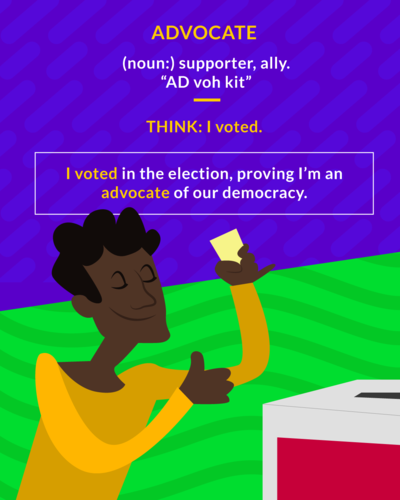 ADVOCATE
(noun:) supporter, ally.
“AD voh kit”
THINK: I voted.
I voted in the election, proving I’m an
advocate of our democracy.